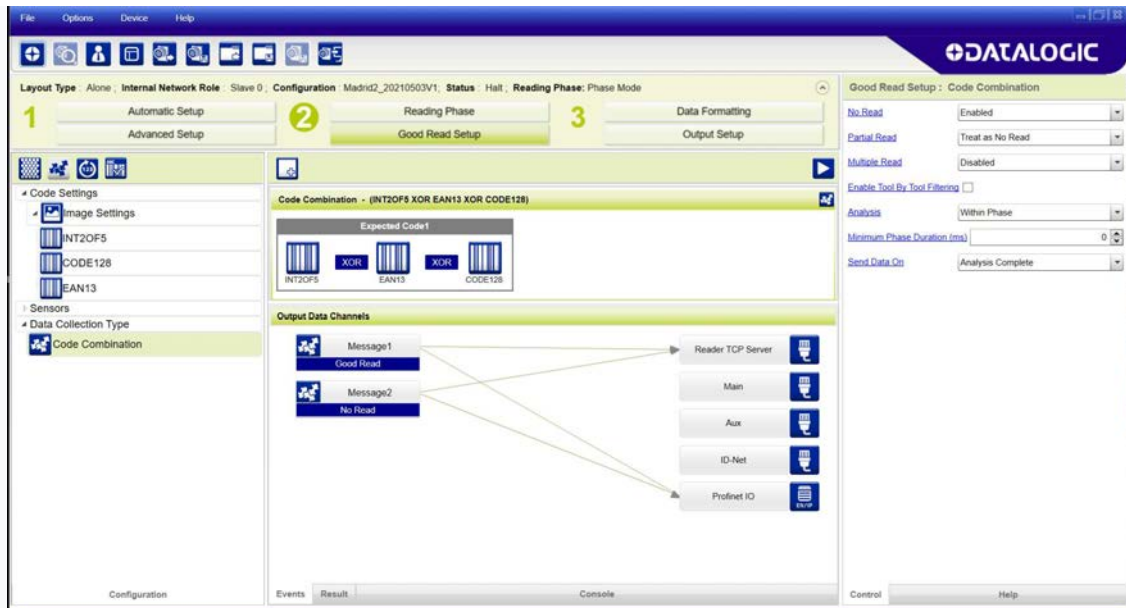 File Options Device Help
DATALOGIC
Layout Type : Alone ; Internal Network Role : Slave 0 ; Configuration : Madrid2_20210503V1; Status : Halt ; Reading Phase: Phase Mode
1
Automatic Setup
Advanced Setup
2
Reading Phase
Good Read Setup
3
Data Formatting
Output Setup
Code Settings
Image Settings
INT2OF5
CODE128
EAN13
Sensors
Data Collection Type
Code Combination
Configuration
Code Combination - (INT2OF5 XOR EAN13 XOR CODE128)
Expected Code1
XOR XOR
INT2OF5 EAN13 CODE128
Output Data Channels
Message1
Good Read
Message2
No Read
Reader TCP Server
Main
Aux
ID-Net
Profinet IO
EN/IP
Events Result Console
Good Read Setup : Code Combination
No Read Enabled
Partial Read Treat as No Read
Multiple Read Disabled
Enable Tool By Tool Filtering
Analysis Within Phase
Minimum Phase Duration (ms) 0
Send Data On Analysis Complete
Control Help